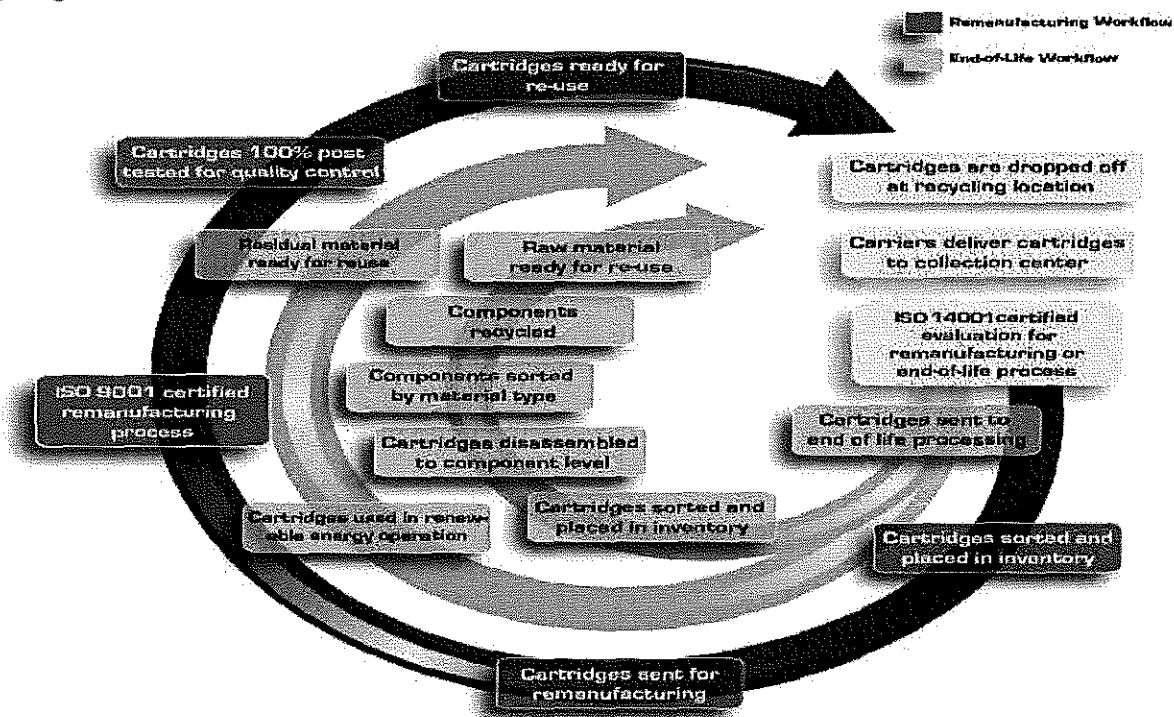 Remanufacturing Workflow
End-of-Life Workflow
Cartridges ready for
re-use
Cartridges 100% post
tested for quality control
Cartridges are dropped off
at recycling location
Residual material
ready for reuse
Raw material
ready for re-use
Carriers deliver cartridges
to collection center
Components
recycled
ISO 14001 certified
evaluation for
remanufacturing or
end-of-life process
Components sorted
by material type
ISO 9001 certified
remanufacturing
process
Cartridges sent to
end of life processing
Cartridges disassembled
to component level
Cartridges used in renew-
able energy operation
Cartridges sorted and
placed in inventory
Cartridges sorted and
placed in inventory
Cartridges sent for
remanufacturing